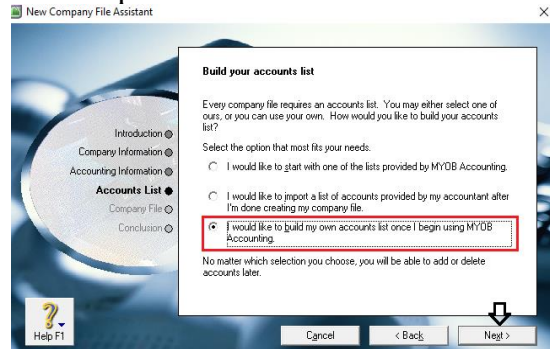 New Company File Assistant
Build your accounts list
Every company file requires an accounts list. You may either select one of
ours, or you can use your own. How would you like to build your accounts
list?
Select the option that most fits your needs.
I would like to start with one of the lists provided by MYOB Accounting.
I would like to import a list of accounts provided by my accountant after
I'm done creating my company file.
I would like to build my own accounts list once I begin using MYOB
Accounting.
No matter which selection you choose, you will be able to add or delete
accounts later.
Introduction
Company Information
Accounting Information
Accounts List
Company File
Conclusion
Help F1
Cancel
< Back
Next >